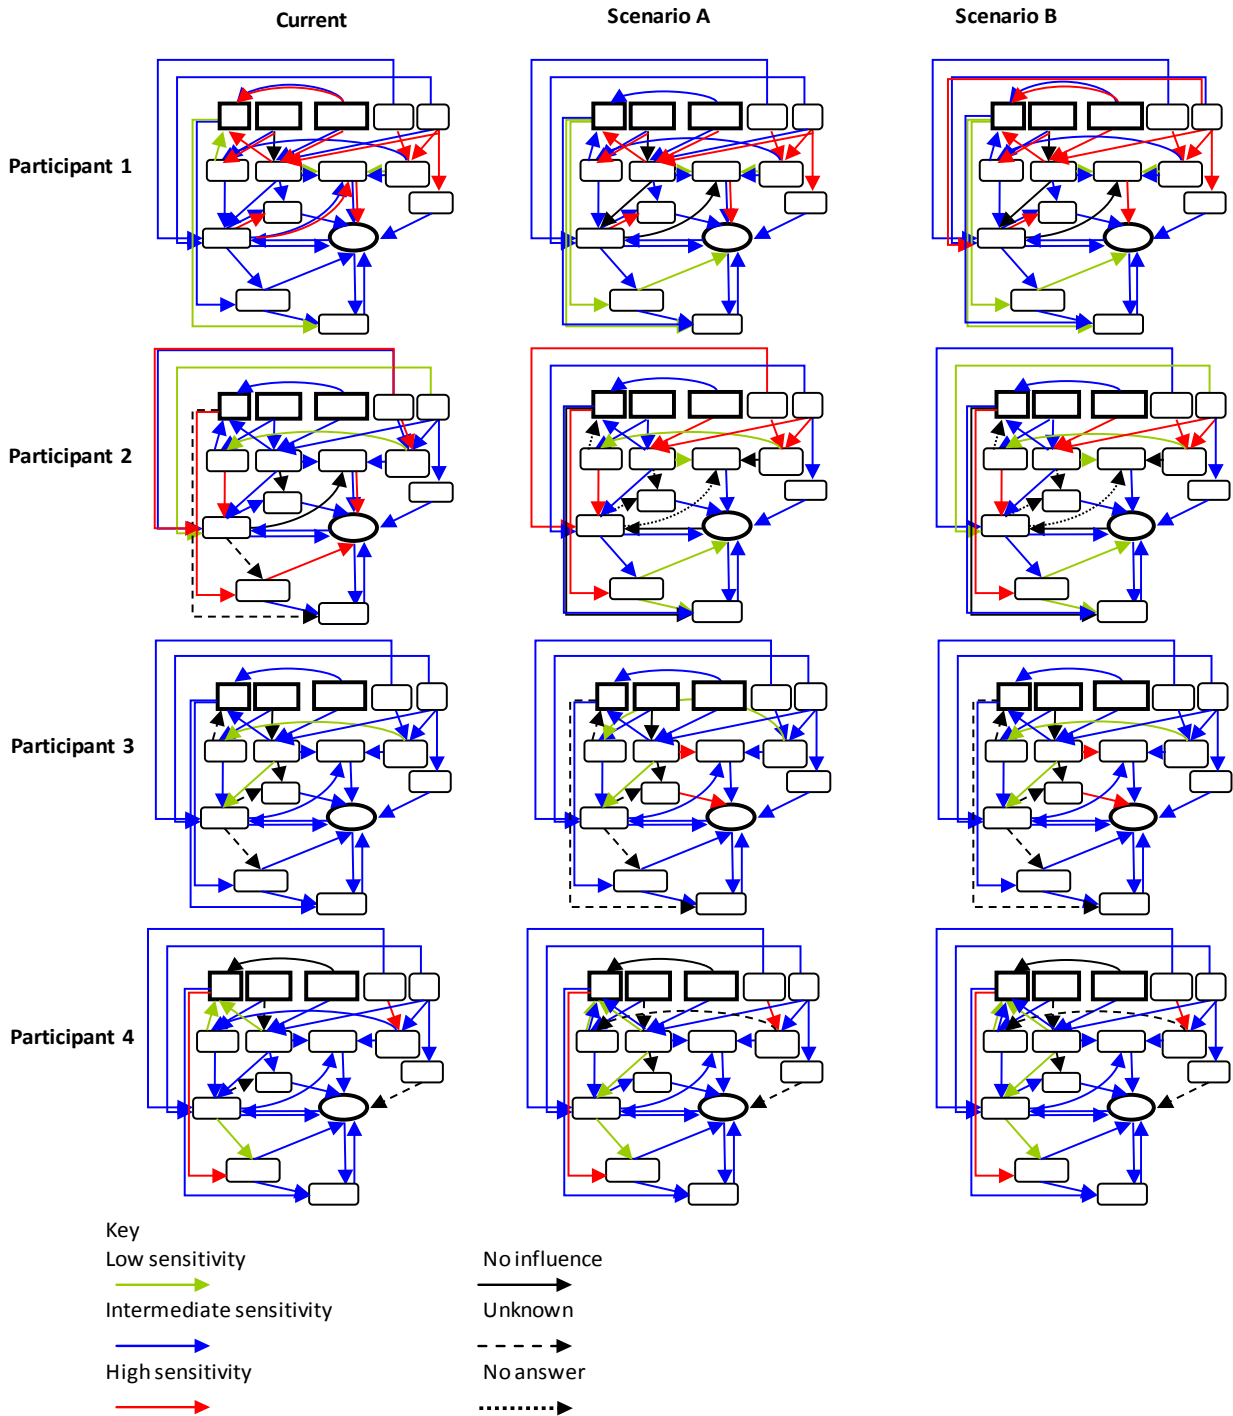 Current Scenario A Scenario B
Participant 1
Participant 2
Participant 3
Participant 4
Key
Low sensitivity No influence
Intermediate sensitivity Unknown
High sensitivity No answer